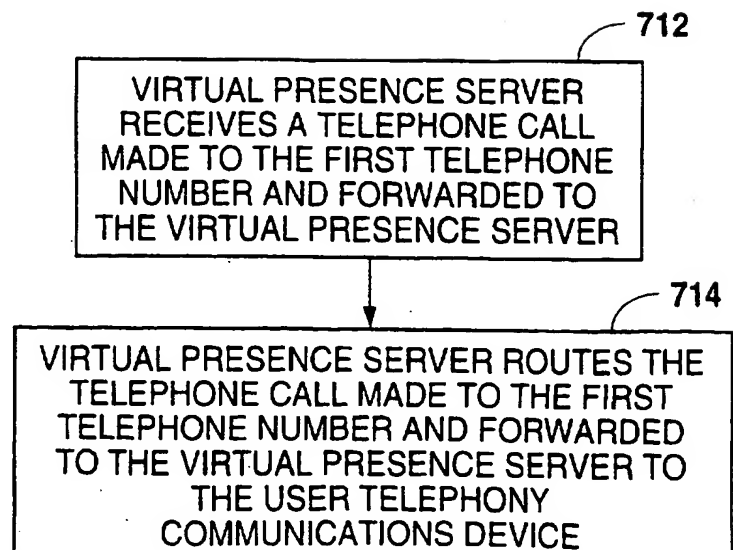 712
VIRTUAL PRESENCE SERVER
RECEIVES A TELEPHONE CALL
MADE TO THE FIRST TELEPHONE
NUMBER AND FORWARDED TO
THE VIRTUAL PRESENCE SERVER
714
VIRTUAL PRESENCE SERVER ROUTES THE
TELEPHONE CALL MADE TO THE FIRST
TELEPHONE NUMBER AND FORWARDED
TO THE VIRTUAL PRESENCE SERVER TO
THE USER TELEPHONY
COMMUNICATIONS DEVICE